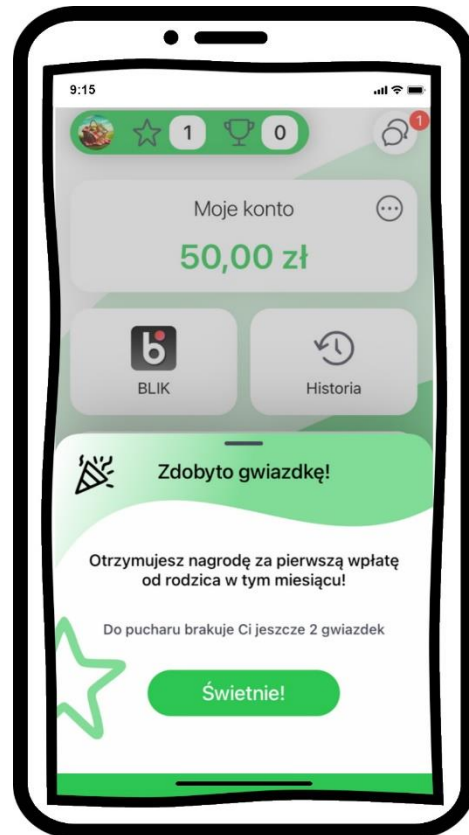 9:15
1
0
1
Moje konto
50,00 zł
BLIK
Historia
Zdobyto gwiazdkę!
Otrzymujesz nagrodę za pierwszą wpłatę
od rodzica w tym miesiącu!
Do pucharu brakuje Ci jeszcze 2 gwiazdek
Świetnie!